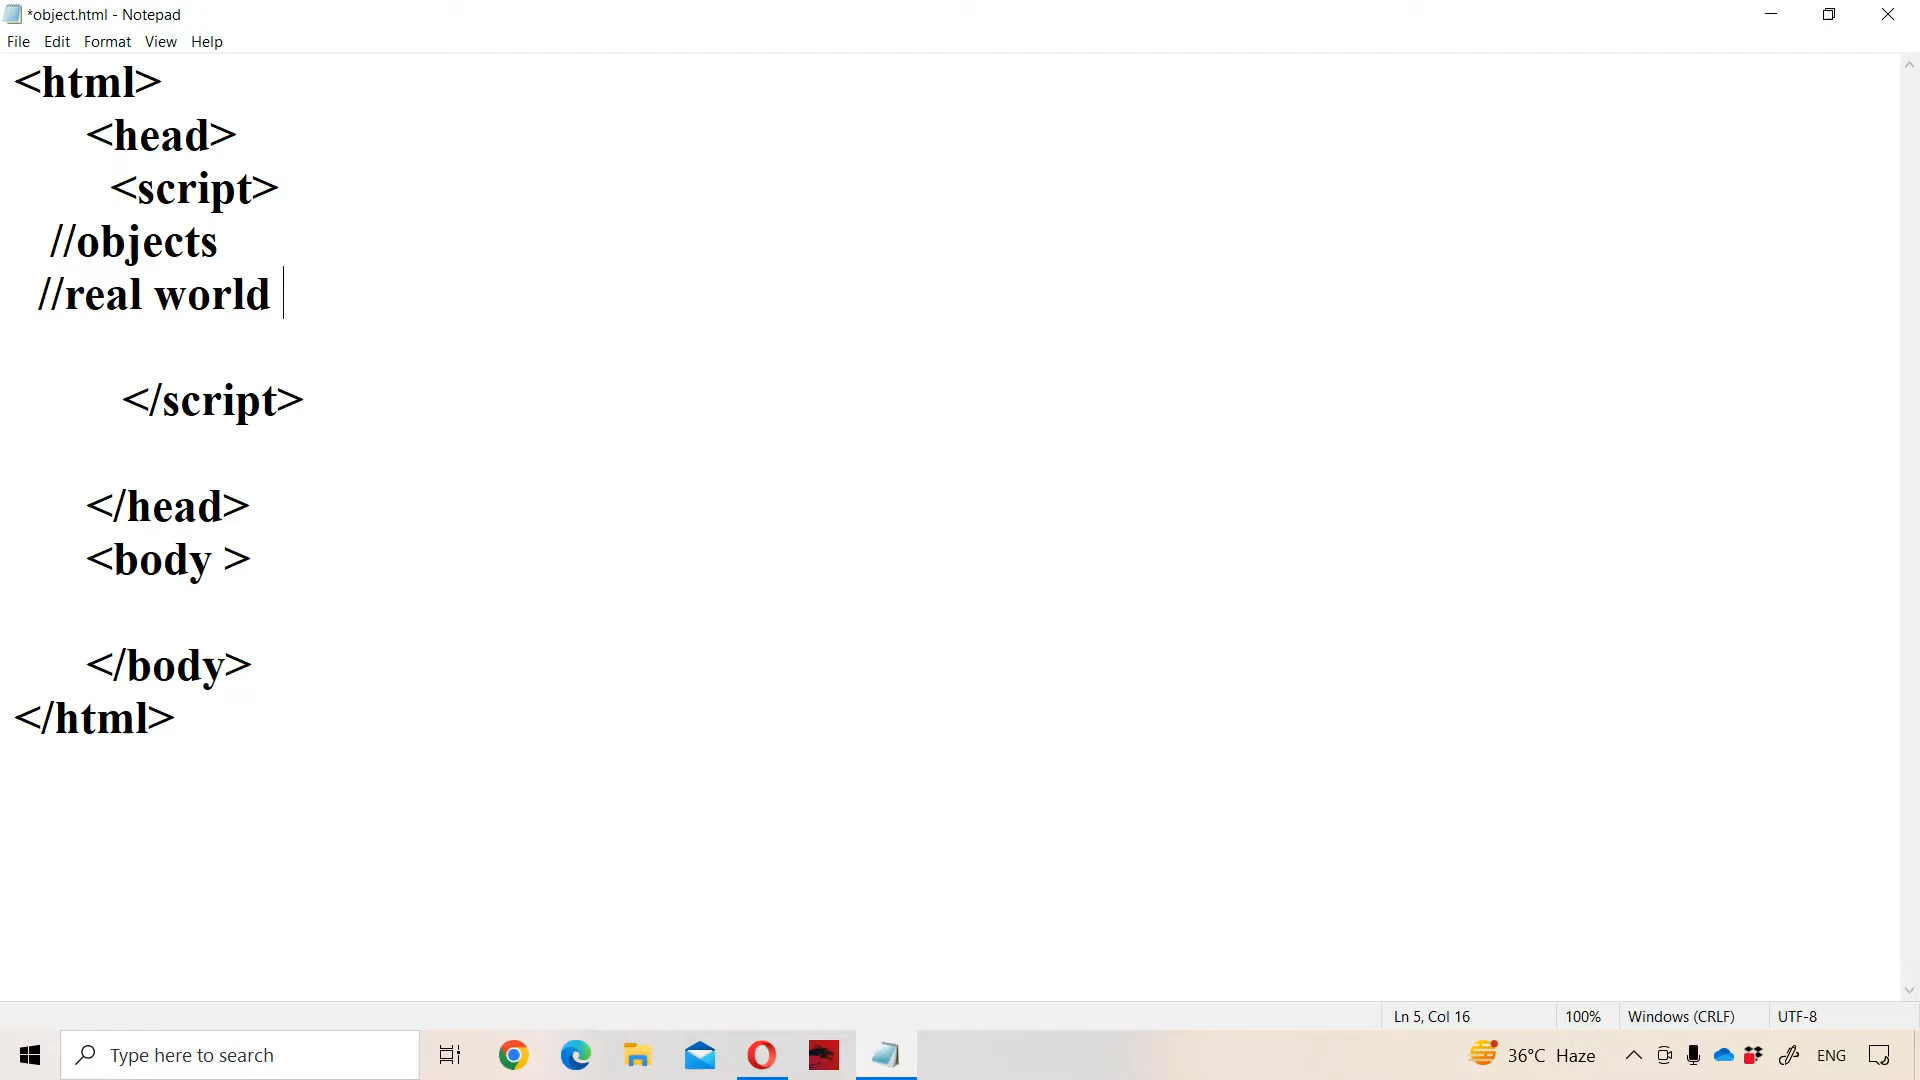 *object.html - Notepad
File Edit Format View Help
<html>
<head>
<script>
//objects
//real world
</script>
</head>
<body >
</body>
</html>
Ln 5, Col 16 100% Windows (CRLF) UTF-8
Type here to search 36°C Haze ENG